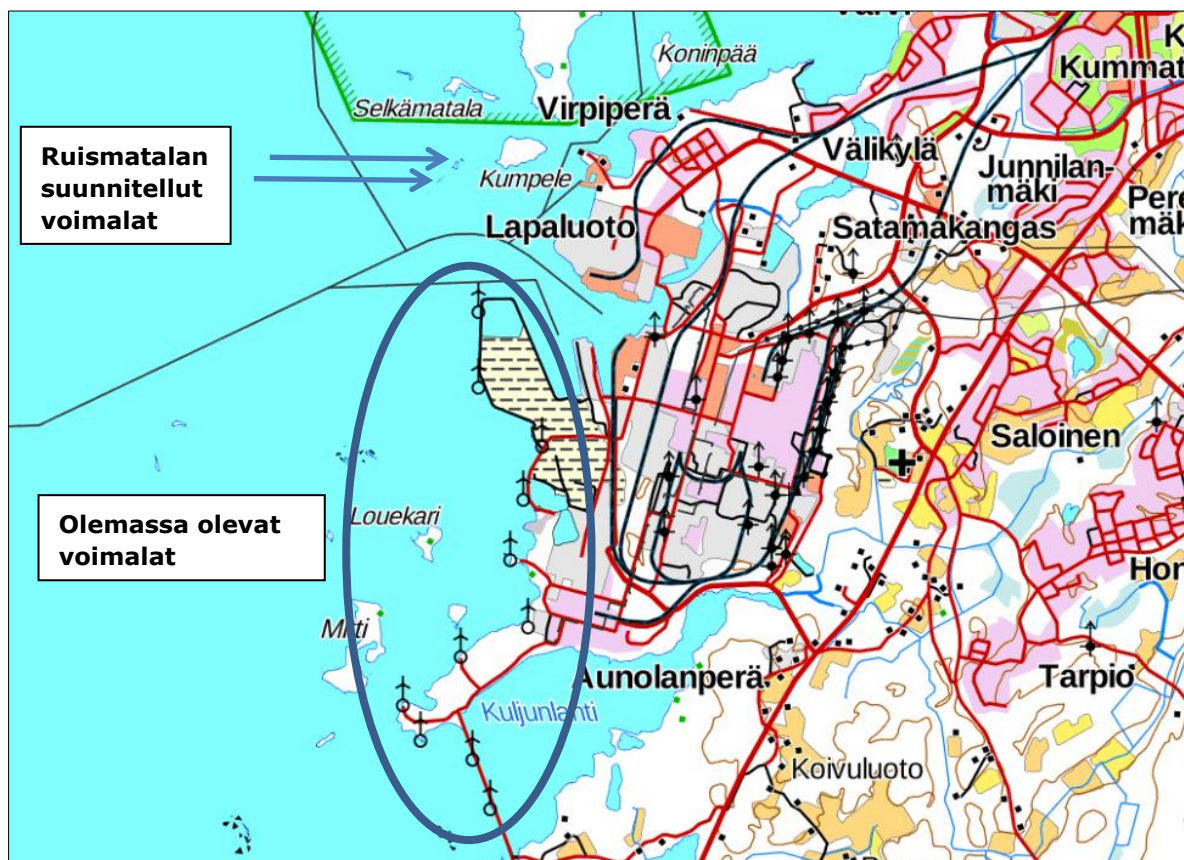 Koninpää
K
Kummat
Selkämatala
Virpiperä
Ruismatalan
suunnitellut
voimalat
Kumpele
Välikylä
Junnilan-
mäki
Pere
mäk
Lapaluoto
Satamakangas
Saloinen
Olemassa olevat
voimalat
Louekari
Hon
Mitti
Aunolanperä
Tarpio
Kuljunlahti
Koivuluoto